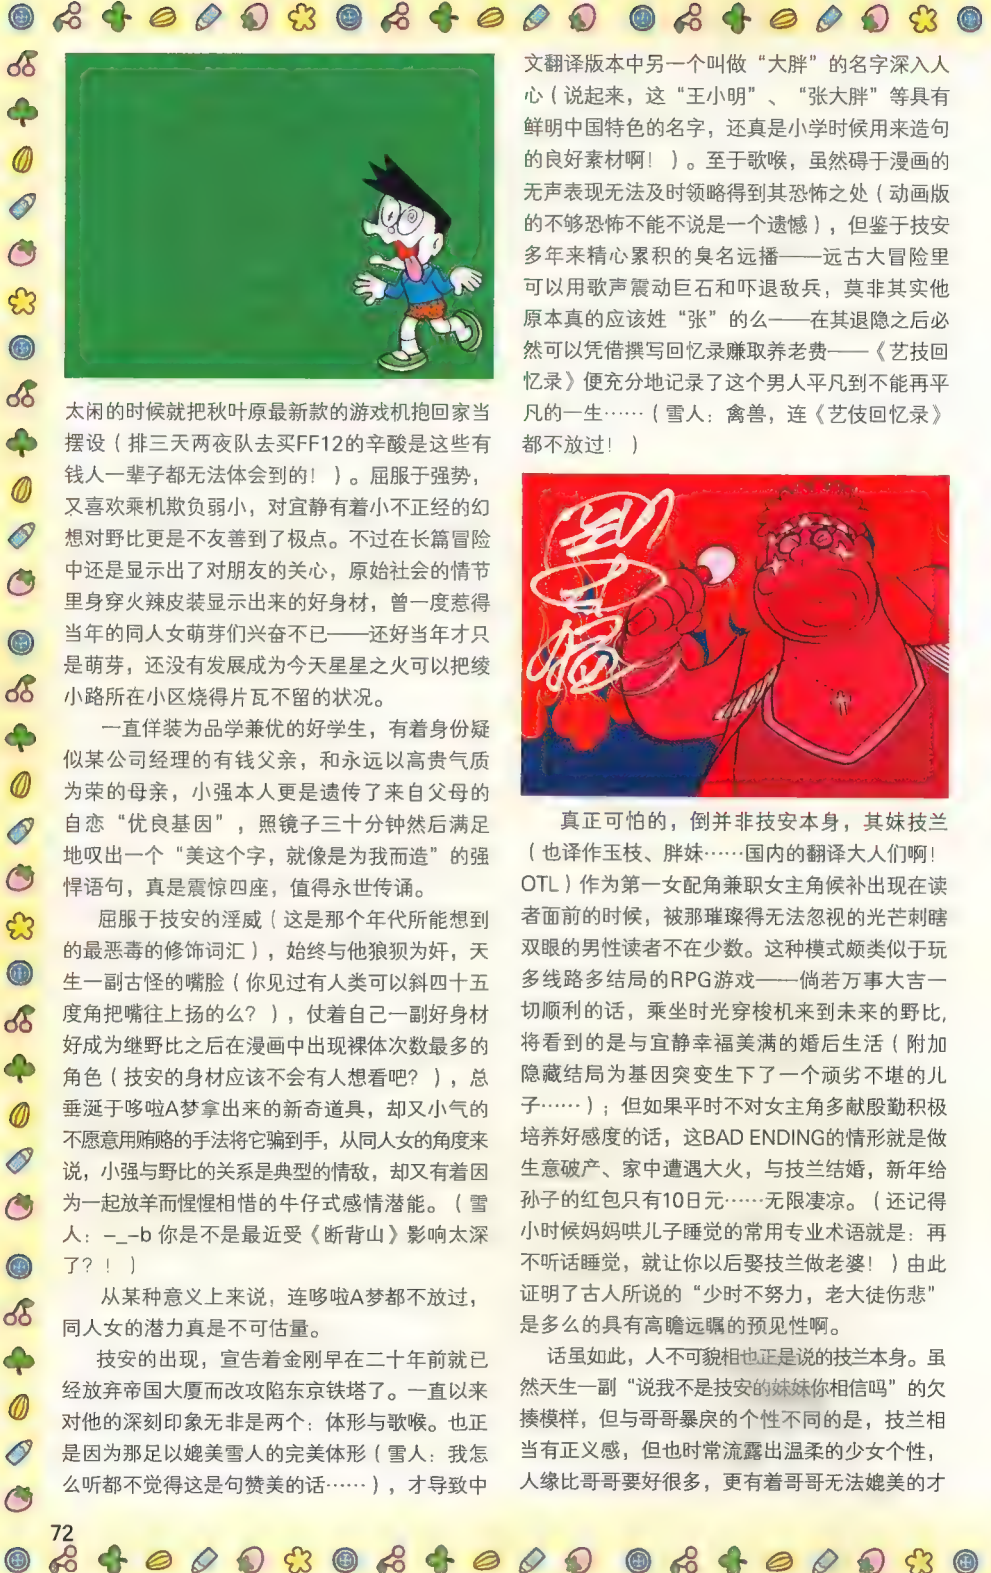 太闲的时候就把秋叶原最新款的游戏机抱回家当
摆设（排三天两夜队去买FF12的辛酸是这些有
钱人一辈子都无法体会到的！）。屈服于强势，
又喜欢乘机欺负弱小，对宜静有着小不正经的幻
想对野比更是不友善到了极点。不过在长篇冒险
中还是显示出了对朋友的关心，原始社会的情节
里身穿火辣皮装显示出来的好身材，曾一度惹得
当年的同人女萌芽们兴奋不已——还好当年才只
是萌芽，还没有发展成为今天星星之火可以把绫
小路所在小区烧得片瓦不留的状况。
一直佯装为品学兼优的好学生，有着身份疑
似某公司经理的有钱父亲，和永远以高贵气质
为荣的母亲，小强本人更是遗传了来自父母的
自恋“优良基因”，照镜子三十分钟然后满足
地叹出一个“美这个字，就像是为我而造”的强
悍语句，真是震惊四座，值得永世传诵。
屈服于技安的淫威（这是那个年代所能想到
的最恶毒的修饰词汇），始终与他狼狈为奸，天
生一副古怪的嘴脸（你见过有人类可以斜四十五
度角把嘴往上扬的么？），仗着自己一副好身材
好成为继野比之后在漫画中出现裸体次数最多的
角色（技安的身材应该不会有人想看吧？），总
垂涎于哆啦A梦拿出来的新奇道具，却又小气的
不愿意用贿赂的手法将它骗到手，从同人女的角度来
说，小强与野比的关系是典型的情敌，却又有着因
为一起放羊而惺惺相惜的牛仔式感情潜能。（雪
人：–_–b 你是不是最近受《断背山》影响太深
了？！）
从某种意义上来说，连哆啦A梦都不放过，
同人女的潜力真是不可估量。
技安的出现，宣告着金刚早在二十年前就已
经放弃帝国大厦而改攻陷东京铁塔了。一直以来
对他的深刻印象无非是两个：体形与歌喉。也正
是因为那足以媲美雪人的完美体形（雪人：我怎
么听都不觉得这是句赞美的话……），才导致中
文翻译版本中另一个叫做“大胖”的名字深入人
心（说起来，这“王小明”、“张大胖”等具有
鲜明中国特色的名字，还真是小学时候用来造句
的良好素材啊！）。至于歌喉，虽然碍于漫画的
无声表现无法及时领略得到其恐怖之处（动画版
的不够恐怖不能不说是一个遗憾），但鉴于技安
多年来精心累积的臭名远播——远古大冒险里
可以用歌声震动巨石和吓退敌兵，莫非其实他
原本真的应该姓“张”的么——在其退隐之后必
然可以凭借撰写回忆录赚取养老费——《艺技回
忆录》便充分地记录了这个男人平凡到不能再平
凡的一生……（雪人：禽兽，连《艺伎回忆录》
都不放过！）
真正可怕的，倒并非技安本身，其妹技兰
（也译作玉枝、胖妹……国内的翻译大人们啊！
OTL）作为第一女配角兼职女主角候补出现在读
者面前的时候，被那璀璨得无法忽视的光芒刺瞎
双眼的男性读者不在少数。这种模式颇类似于玩
多线路多结局的RPG游戏——倘若万事大吉一
切顺利的话，乘坐时光穿梭机来到未来的野比，
将看到的是与宜静幸福美满的婚后生活（附加
隐藏结局为基因突变生下了一个顽劣不堪的儿
子……）；但如果平时不对女主角多献殷勤积极
培养好感度的话，这BAD ENDING的情形就是做
生意破产、家中遭遇大火，与技兰结婚，新年给
孙子的红包只有10日元……无限凄凉。（还记得
小时候妈妈哄儿子睡觉的常用专业术语就是：再
不听话睡觉，就让你以后娶技兰做老婆！）由此
证明了古人所说的“少时不努力，老大徒伤悲”
是多么的具有高瞻远瞩的预见性啊。
话虽如此，人不可貌相也正是说的技兰本身。虽
然天生一副“说我不是技安的妹妹你相信吗”的欠
揍模样，但与哥哥暴戾的个性不同的是，技兰相
当有正义感，但也时常流露出温柔的少女个性，
人缘比哥哥要好很多，更有着哥哥无法媲美的才
72